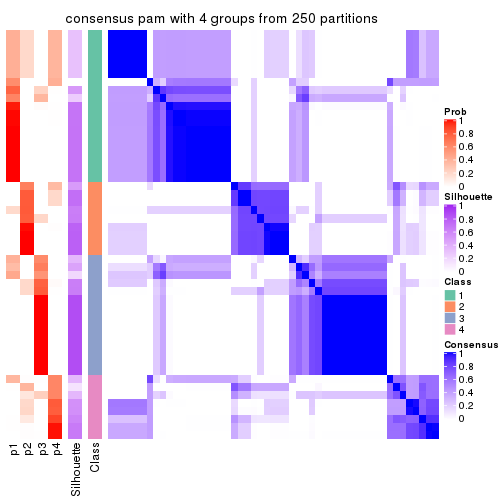 consensus pam with 4 groups from 250 partitions
Prob
1
0.8
0.6
0.4
0.2
0
Silhouette
1
0.8
0.6
0.4
0.2
0
Class
1
2
3
4
Consensus
1
0.8
0.6
0.4
0.2
0
p1
p2
p3
p4
Silhouette
Class